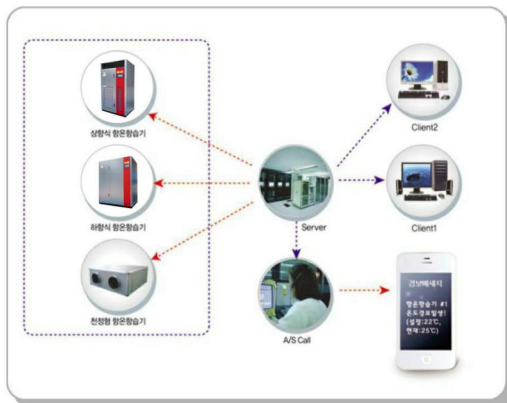 상향식 항온항습기
하향식 항온항습기
천정형 항온항습기
Server
A/S Call
Client2
Client1
경보메세지
항온항습기 #1
온도경보발생!
(설정:22℃,
현재:25℃)